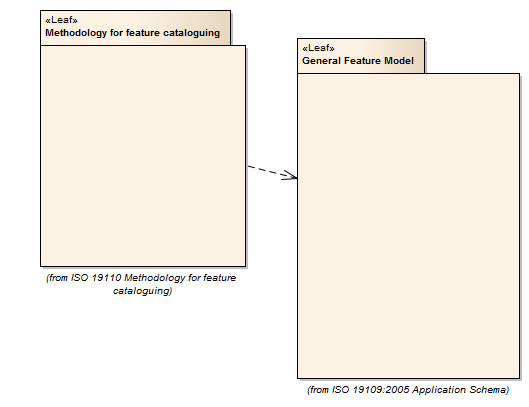 «Leaf»
Methodology for feature cataloguing
(from ISO 19110 Methodology for feature
cataloguing)
«Leaf»
General Feature Model
(from ISO 19109:2005 Application Schema)